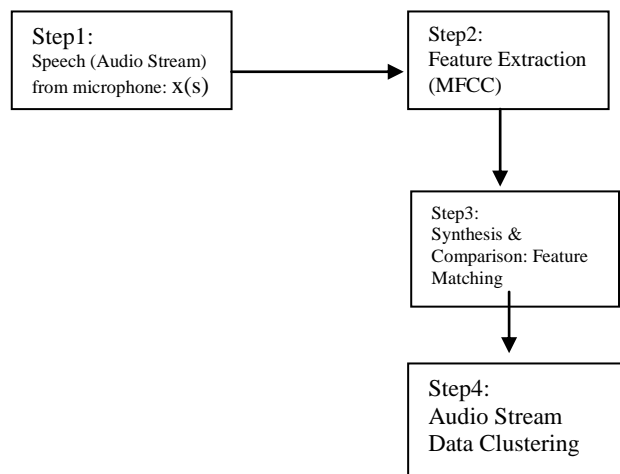 Step1:
Speech (Audio Stream)
from microphone: x(s)
Step2:
Feature Extraction
(MFCC)
Step3:
Synthesis &
Comparison: Feature
Matching
Step4:
Audio Stream
Data Clustering